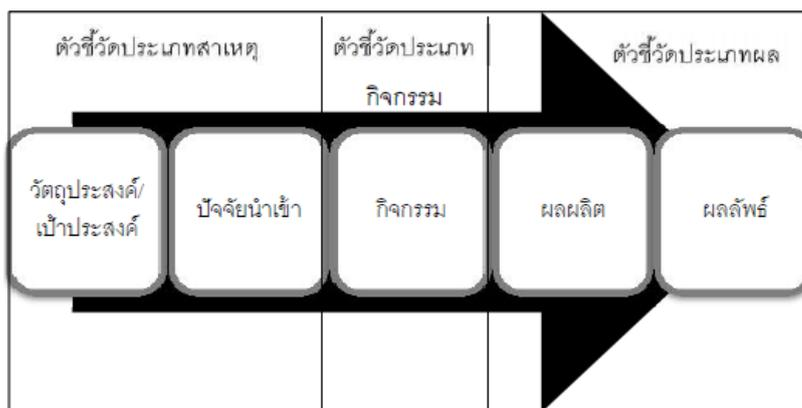 ตัวชี้วัดประเภทสาเหตุ
ตัวชี้วัดประเภท
กิจกรรม
ตัวชี้วัดประเภทผล
วัตถุประสงค์/
เป้าประสงค์
ปัจจัยนำเข้า
กิจกรรม
ผลผลิต
ผลลัพธ์